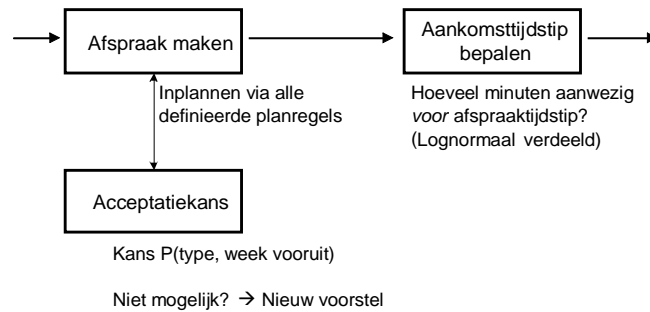 Afspraak maken
Aankomsttijdstip
bepalen
Inplannen via alle
definieerde planregels
Hoeveel minuten aanwezig
voor afspraaktijdstip?
(Lognormaal verdeeld)
Acceptatiekans
Kans P(type, week vooruit)
Niet mogelijk? → Nieuw voorstel